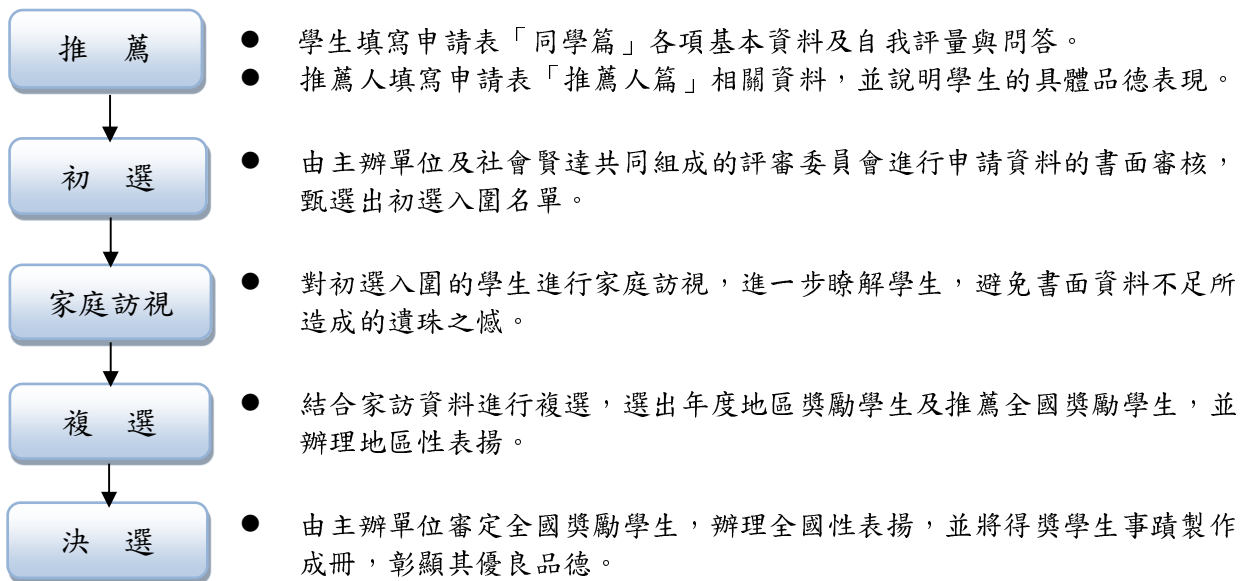 推　薦
● 學生填寫申請表「同學篇」各項基本資料及自我評量與問答。
● 推薦人填寫申請表「推薦人篇」相關資料，並說明學生的具體品德表現。
初　選
● 由主辦單位及社會賢達共同組成的評審委員會進行申請資料的書面審核，
甄選出初選入圍名單。
家庭訪視
● 對初選入圍的學生進行家庭訪視，進一步瞭解學生，避免書面資料不足所
造成的遺珠之憾。
複　選
● 結合家訪資料進行複選，選出年度地區獎勵學生及推薦全國獎勵學生，並
辦理地區性表揚。
決　選
● 由主辦單位審定全國獎勵學生，辦理全國性表揚，並將得獎學生事蹟製作
成冊，彰顯其優良品德。